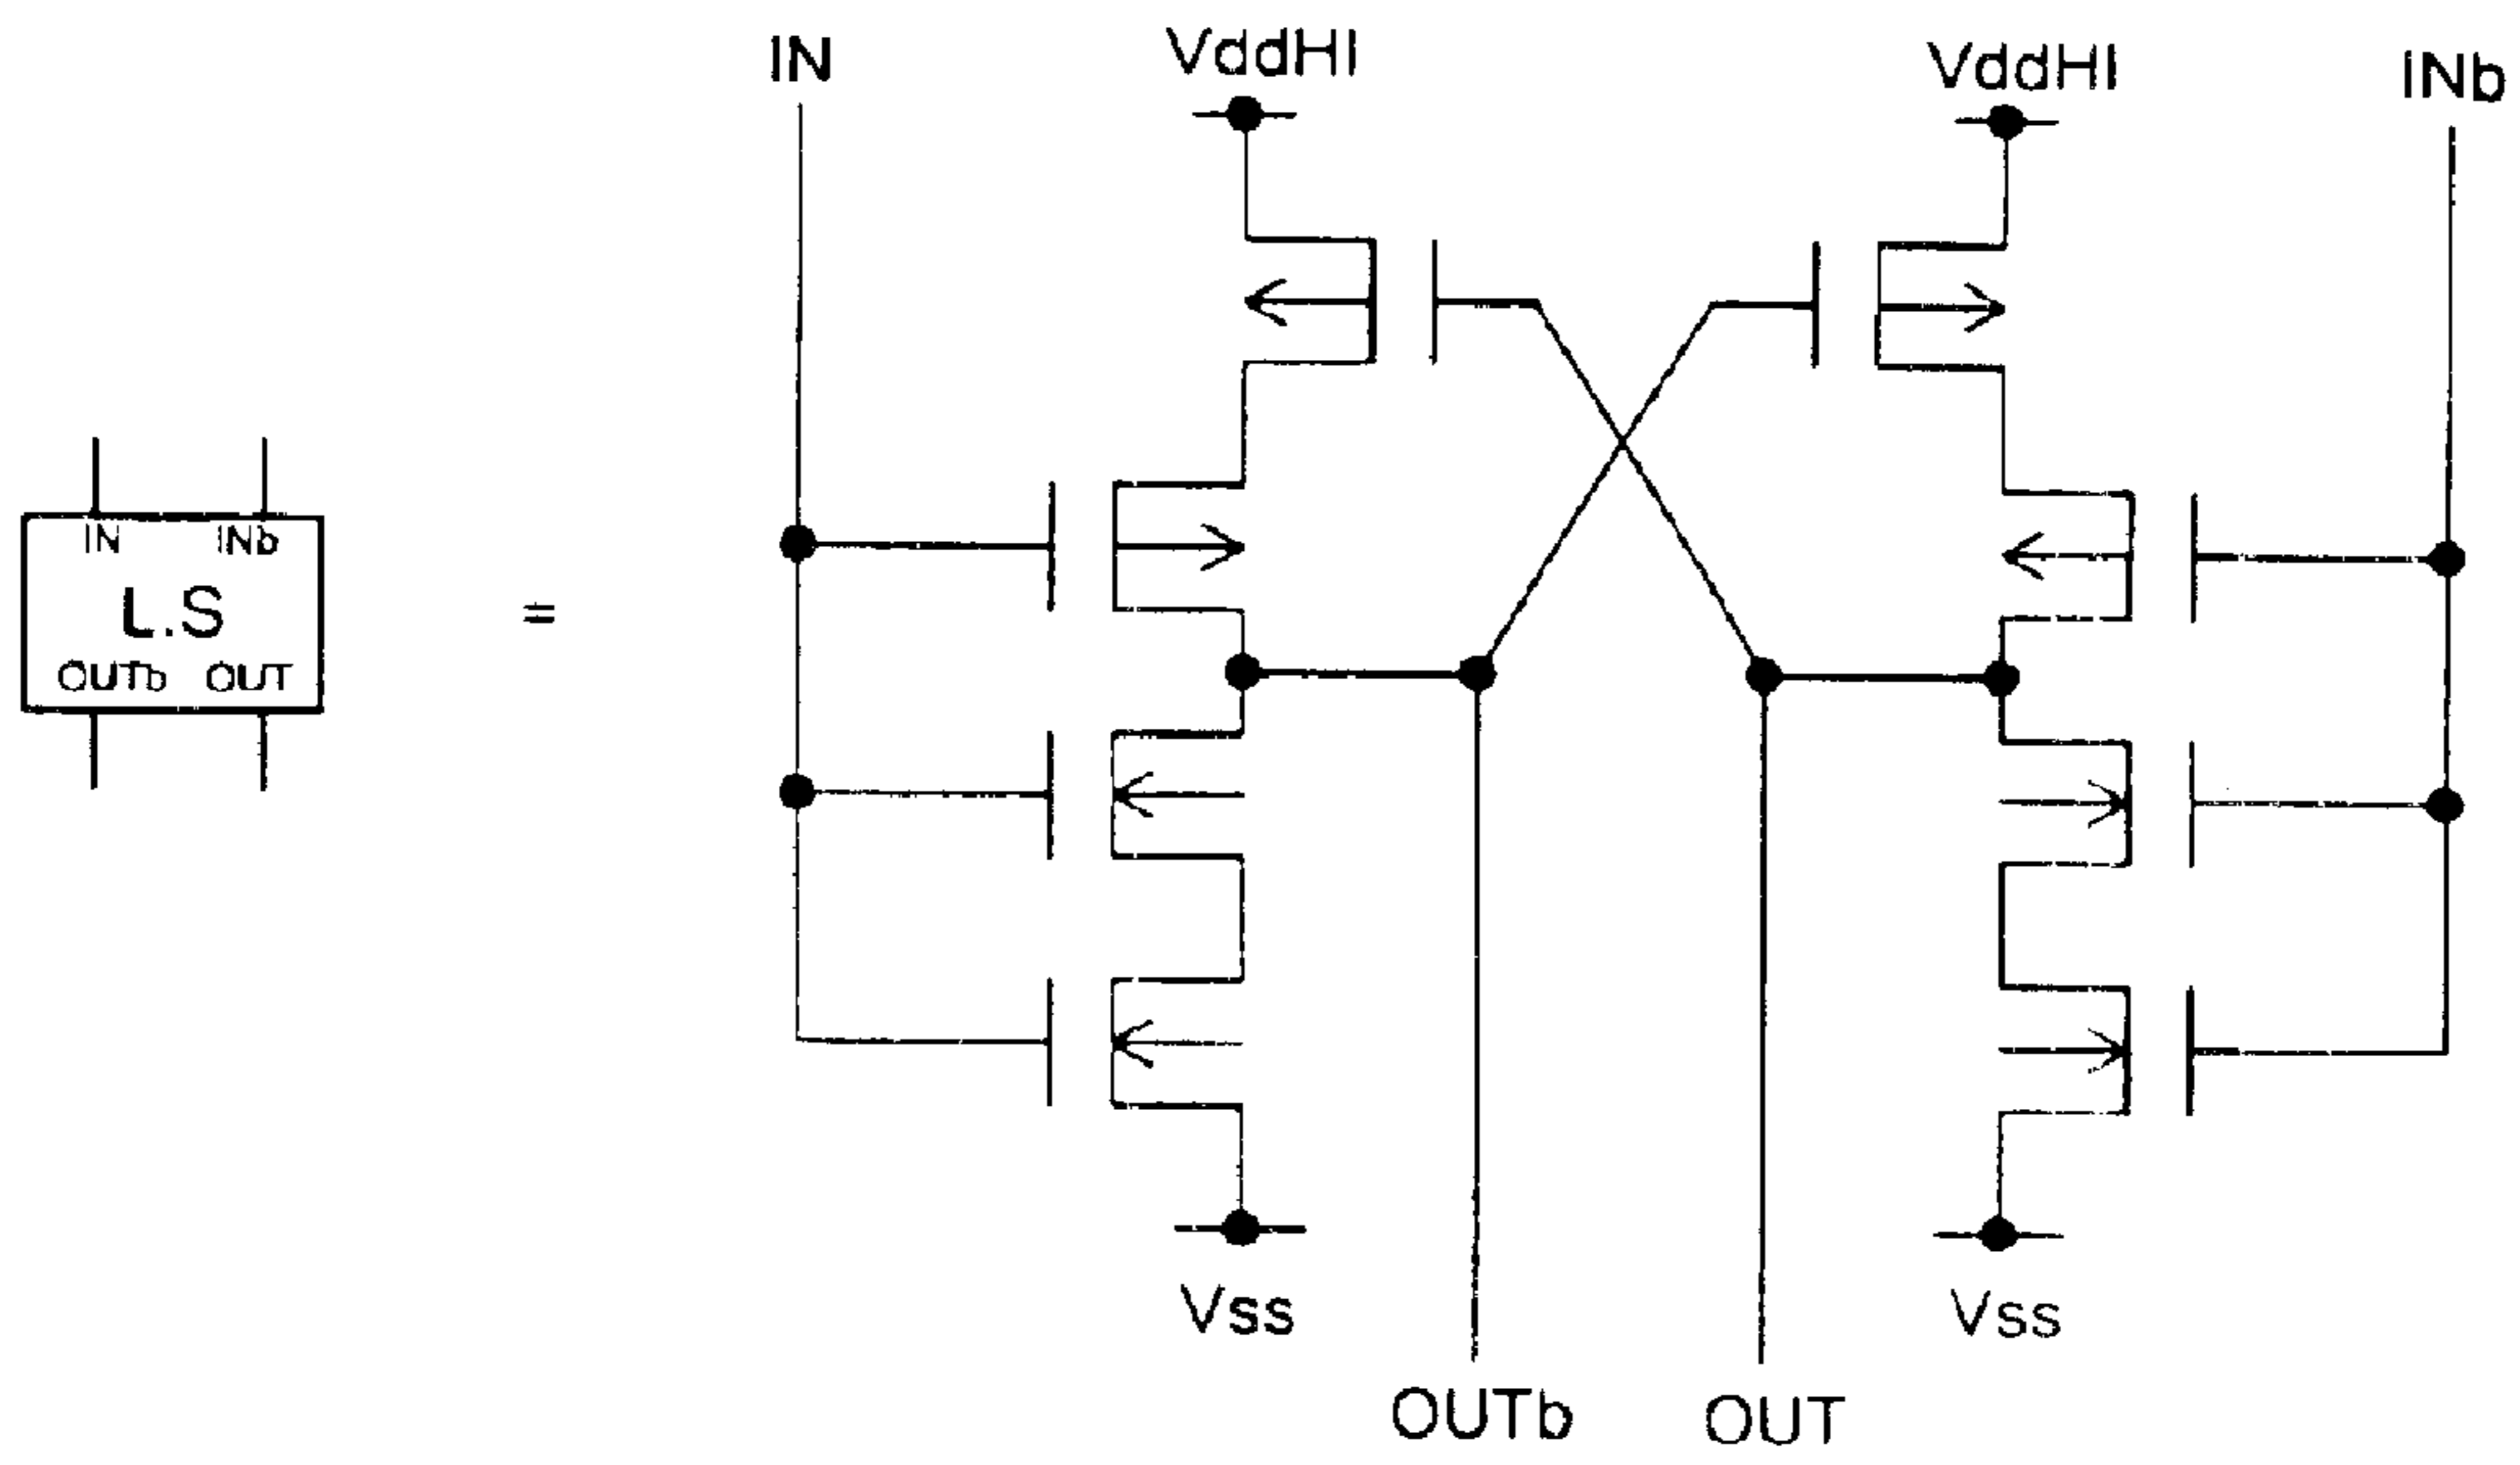 IN VddHI VddHI INb
IN INb
L.S
OUTb OUT
=
Vss Vss
OUTb OUT